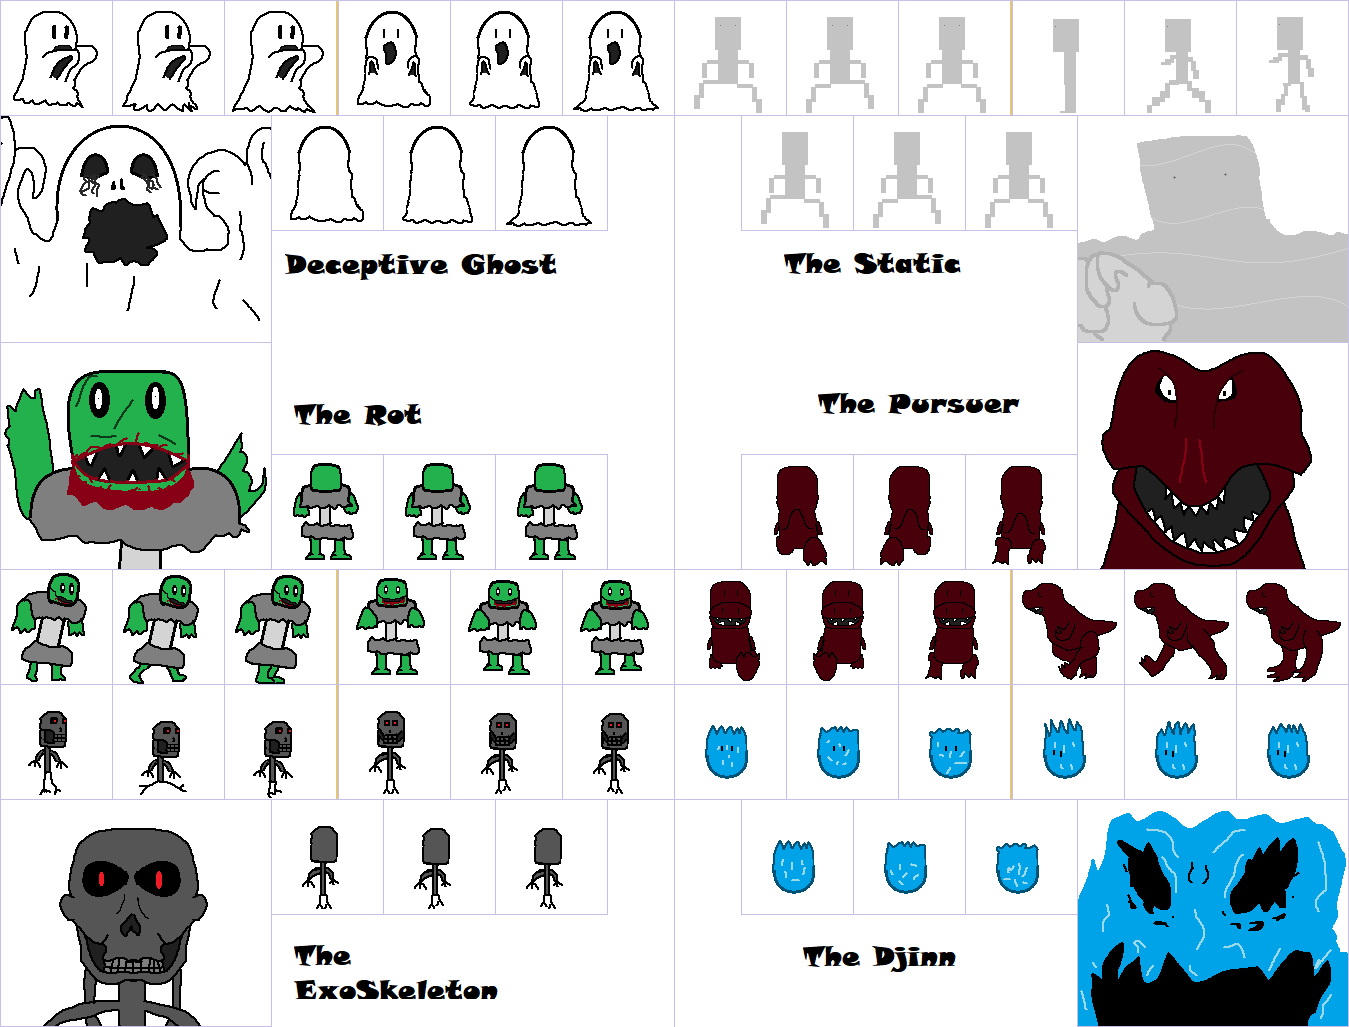 Deceptive Ghost
The Static
The Rot
The Pursuer
The
ExoSkeleton
The Djinn